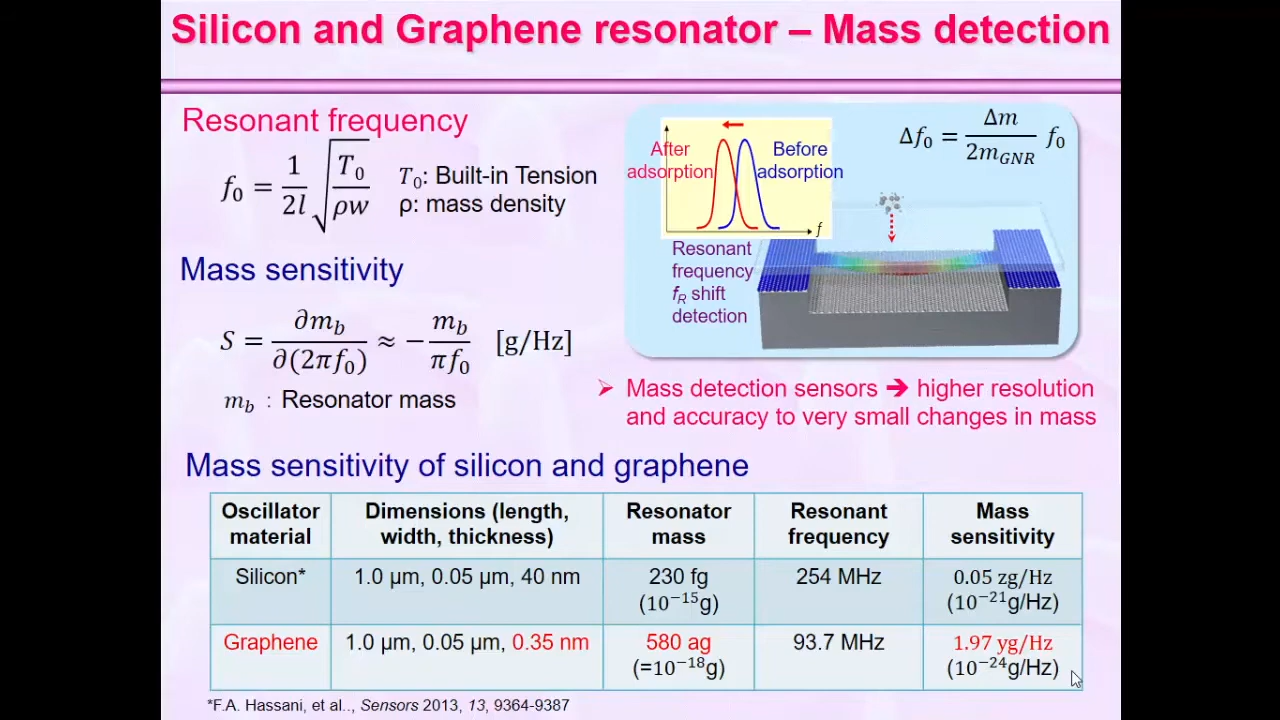 Silicon and Graphene resonator – Mass detection
Resonant frequency
f₀ = 1/2l √(T₀/ρw)
T₀: Built-in Tension
ρ: mass density
Mass sensitivity
S = ∂m_b/∂(2πf₀) ≈ − m_b/πf₀ [g/Hz]
m_b : Resonator mass
After adsorption
Before adsorption
f
Resonant
frequency
f_R shift
detection
Δf₀ = Δm/2m_GNR f₀
➢ Mass detection sensors ➔ higher resolution
and accuracy to very small changes in mass
Mass sensitivity of silicon and graphene
Oscillator material | Dimensions (length, width, thickness) | Resonator mass | Resonant frequency | Mass sensitivity
Silicon* | 1.0 μm, 0.05 μm, 40 nm | 230 fg (10⁻¹⁵g) | 254 MHz | 0.05 zg/Hz (10⁻²¹g/Hz)
Graphene | 1.0 μm, 0.05 μm, 0.35 nm | 580 ag (=10⁻¹⁸g) | 93.7 MHz | 1.97 yg/Hz (10⁻²⁴g/Hz)
*F.A. Hassani, et al.., Sensors 2013, 13, 9364-9387